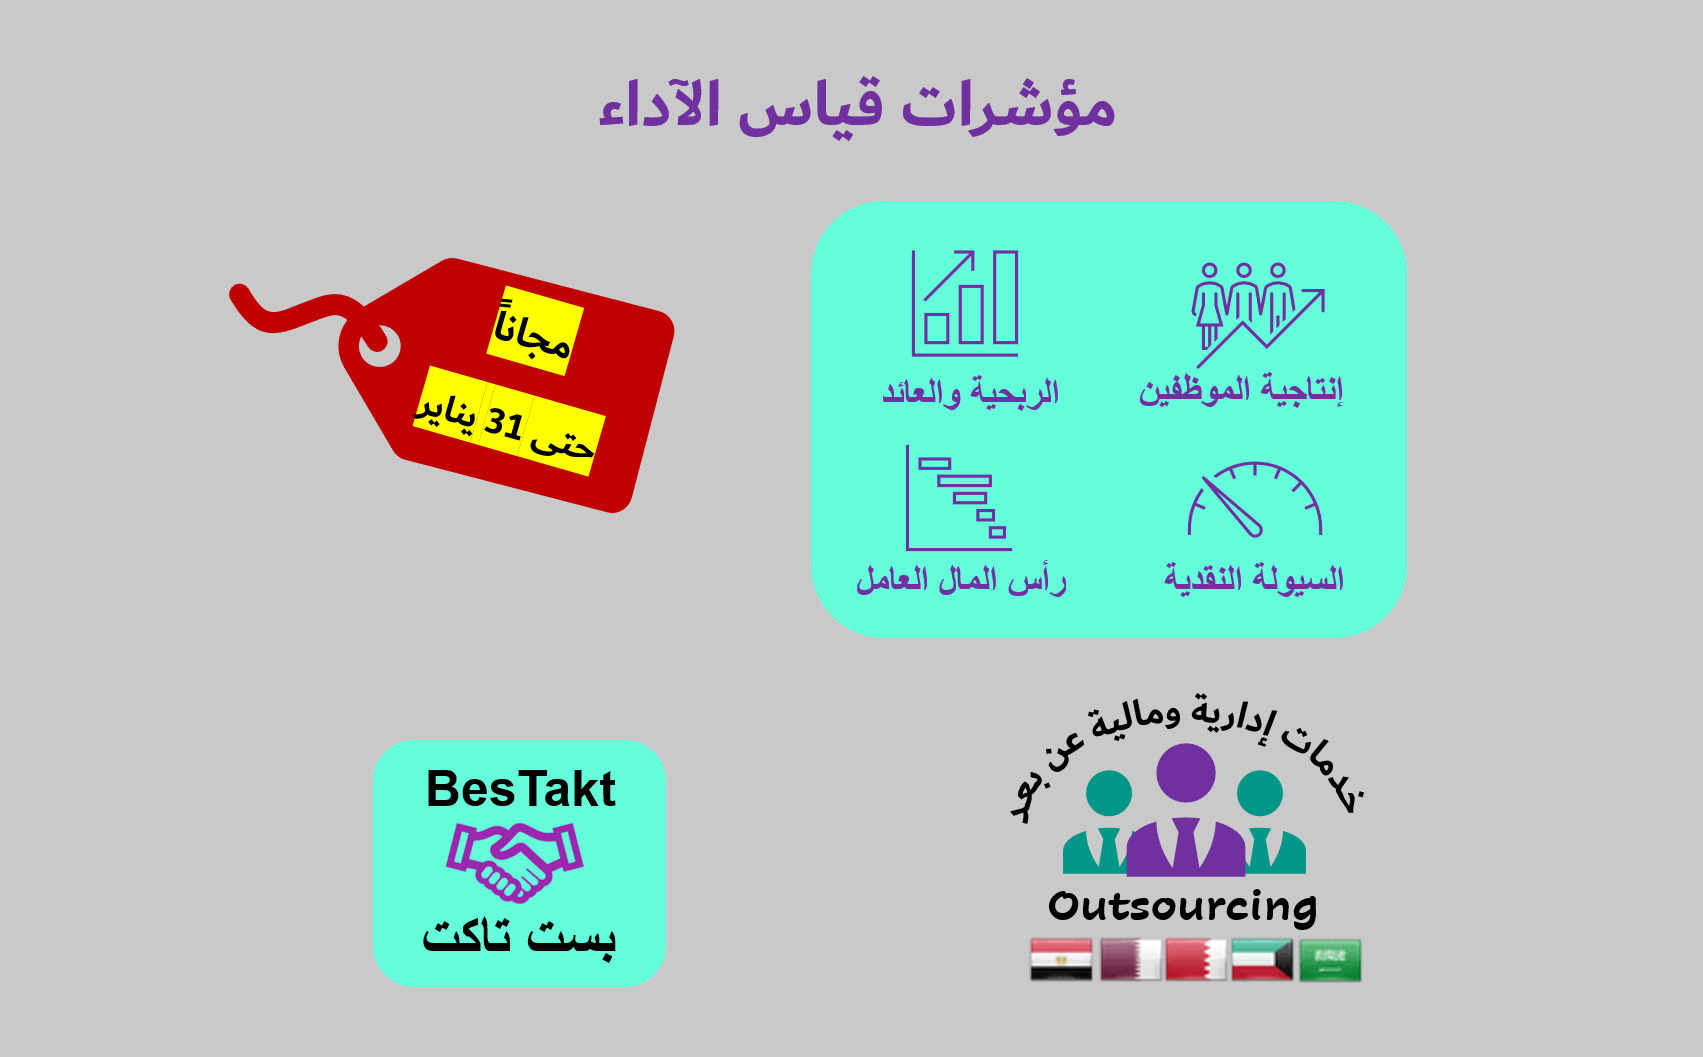 مؤشرات قياس الآداء
إنتاجية الموظفين
الربحية والعائد
السيولة النقدية
رأس المال العامل
مجاناً
حتى 31 يناير
خدمات إدارية ومالية عن بعد
Outsourcing
BesTakt
بست تاكت